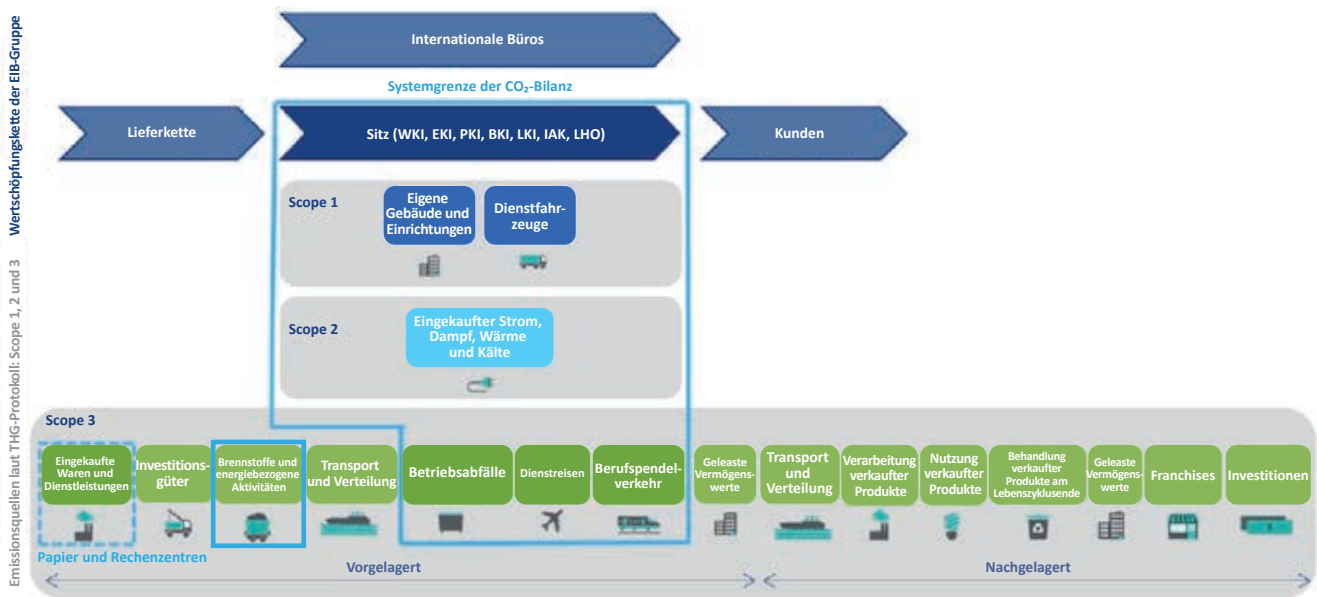 Wertschöpfungskette der EIB-Gruppe
Emissionsquellen laut THG-Protokoll: Scope 1, 2 und 3
Internationale Büros
Systemgrenze der CO₂-Bilanz
Lieferkette
Sitz (WKI, EKI, PKI, BKI, LKI, IAK, LHO)
Kunden
Scope 1
Eigene
Gebäude und
Einrichtungen
Dienstfahr-
zeuge
Scope 2
Eingekaufter Strom,
Dampf, Wärme
und Kälte
Scope 3
Eingekaufte
Waren und
Dienstleistungen
Investitions-
güter
Brennstoffe und
energiebezogene
Aktivitäten
Transport
und Verteilung
Betriebsabfälle
Dienstreisen
Berufspendel-
verkehr
Geleaste
Vermögens-
werte
Transport
und
Verteilung
Verarbeitung
verkaufter
Produkte
Nutzung
verkaufter
Produkte
Behandlung
verkaufter
Produkte am
Lebenszyklusende
Geleaste
Vermögens-
werte
Franchises
Investitionen
Papier und Rechenzentren
Vorgelagert
Nachgelagert